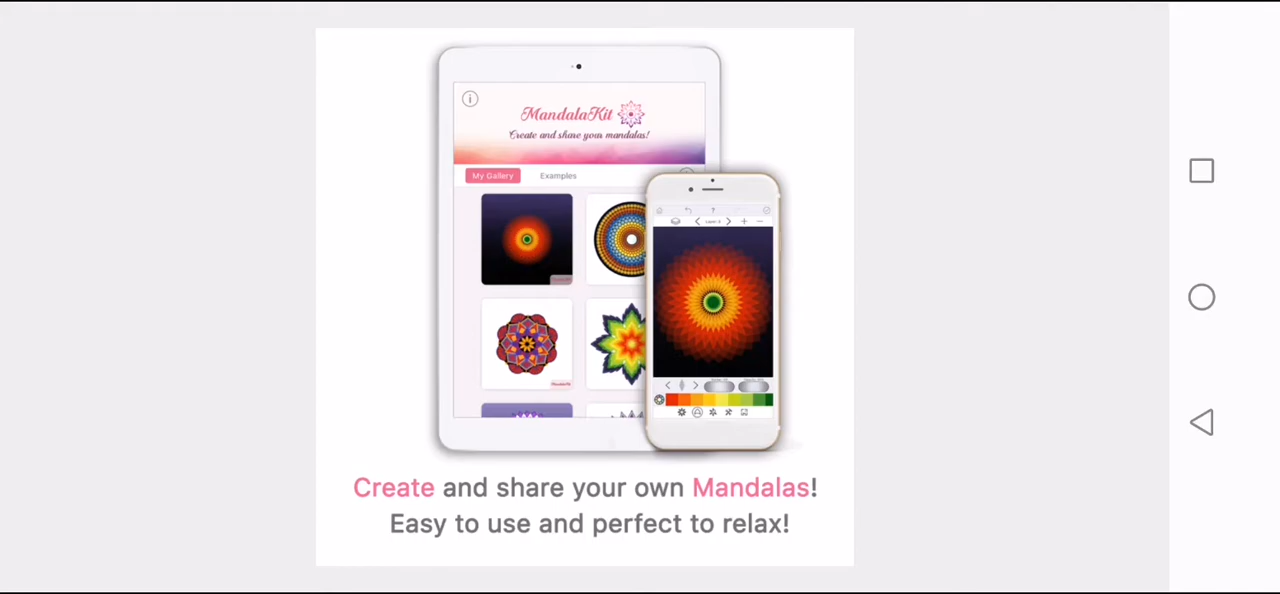 MandalaKit
Create and share your mandalas!
My Gallery
Examples
Create and share your own Mandalas!
Easy to use and perfect to relax!